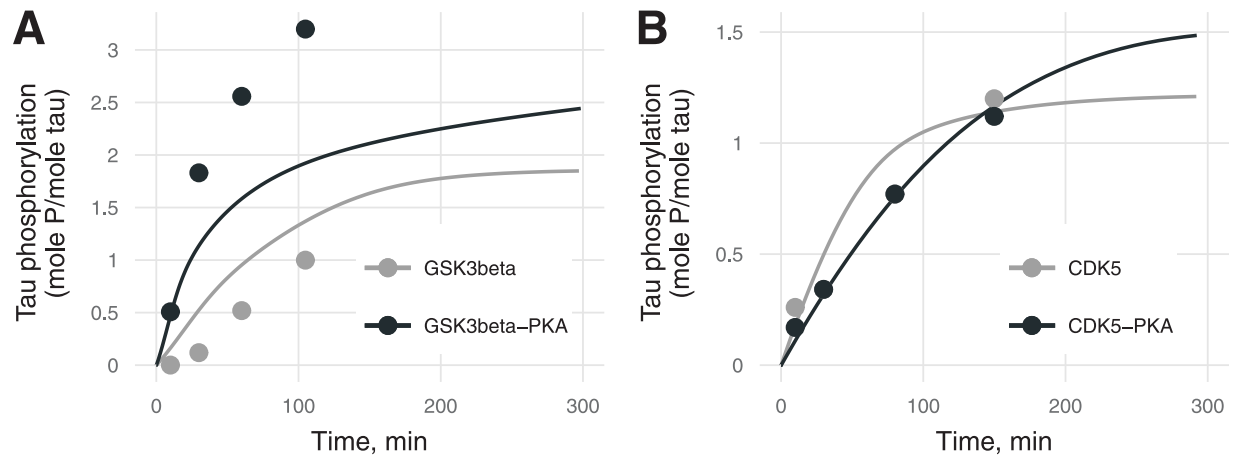 A
Tau phosphorylation
(mole P/mole tau)
3
2.5
2
1.5
1
0.5
0
0
100
200
300
Time, min
GSK3beta
GSK3beta–PKA
B
Tau phosphorylation
(mole P/mole tau)
1.5
1
0.5
0
0
100
200
300
Time, min
CDK5
CDK5–PKA